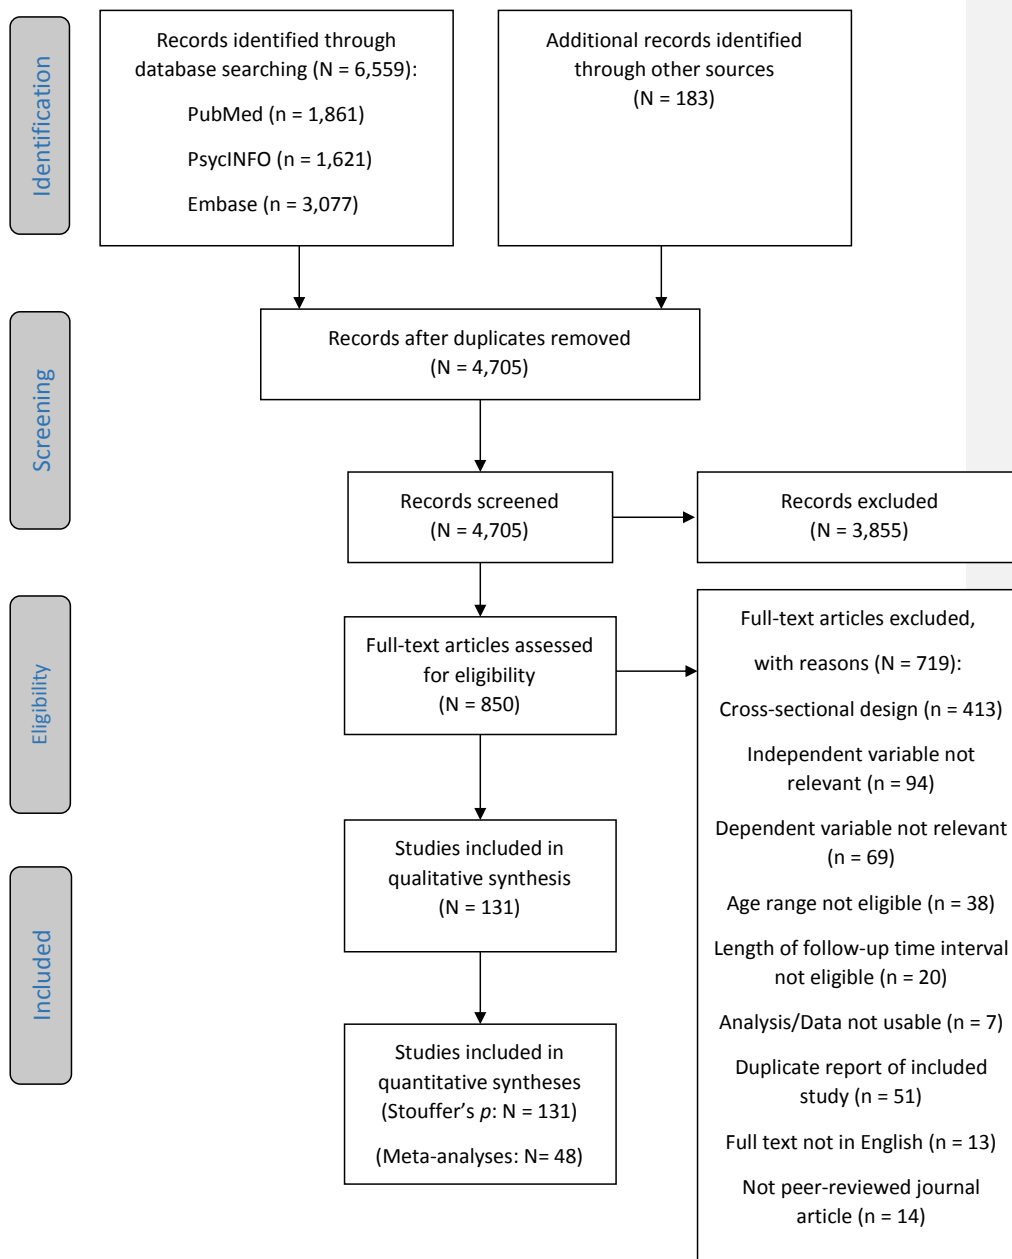 Identification
Records identified through
database searching (N = 6,559):
PubMed (n = 1,861)
PsycINFO (n = 1,621)
Embase (n = 3,077)
Additional records identified
through other sources
(N = 183)
Screening
Records after duplicates removed
(N = 4,705)
Records screened
(N = 4,705)
Records excluded
(N = 3,855)
Eligibility
Full-text articles assessed
for eligibility
(N = 850)
Full-text articles excluded,
with reasons (N = 719):
Cross-sectional design (n = 413)
Independent variable not
relevant (n = 94)
Dependent variable not relevant
(n = 69)
Age range not eligible (n = 38)
Length of follow-up time interval
not eligible (n = 20)
Analysis/Data not usable (n = 7)
Duplicate report of included
study (n = 51)
Full text not in English (n = 13)
Not peer-reviewed journal
article (n = 14)
Included
Studies included in
qualitative synthesis
(N = 131)
Studies included in
quantitative syntheses
(Stouffer's p: N = 131)
(Meta-analyses: N= 48)